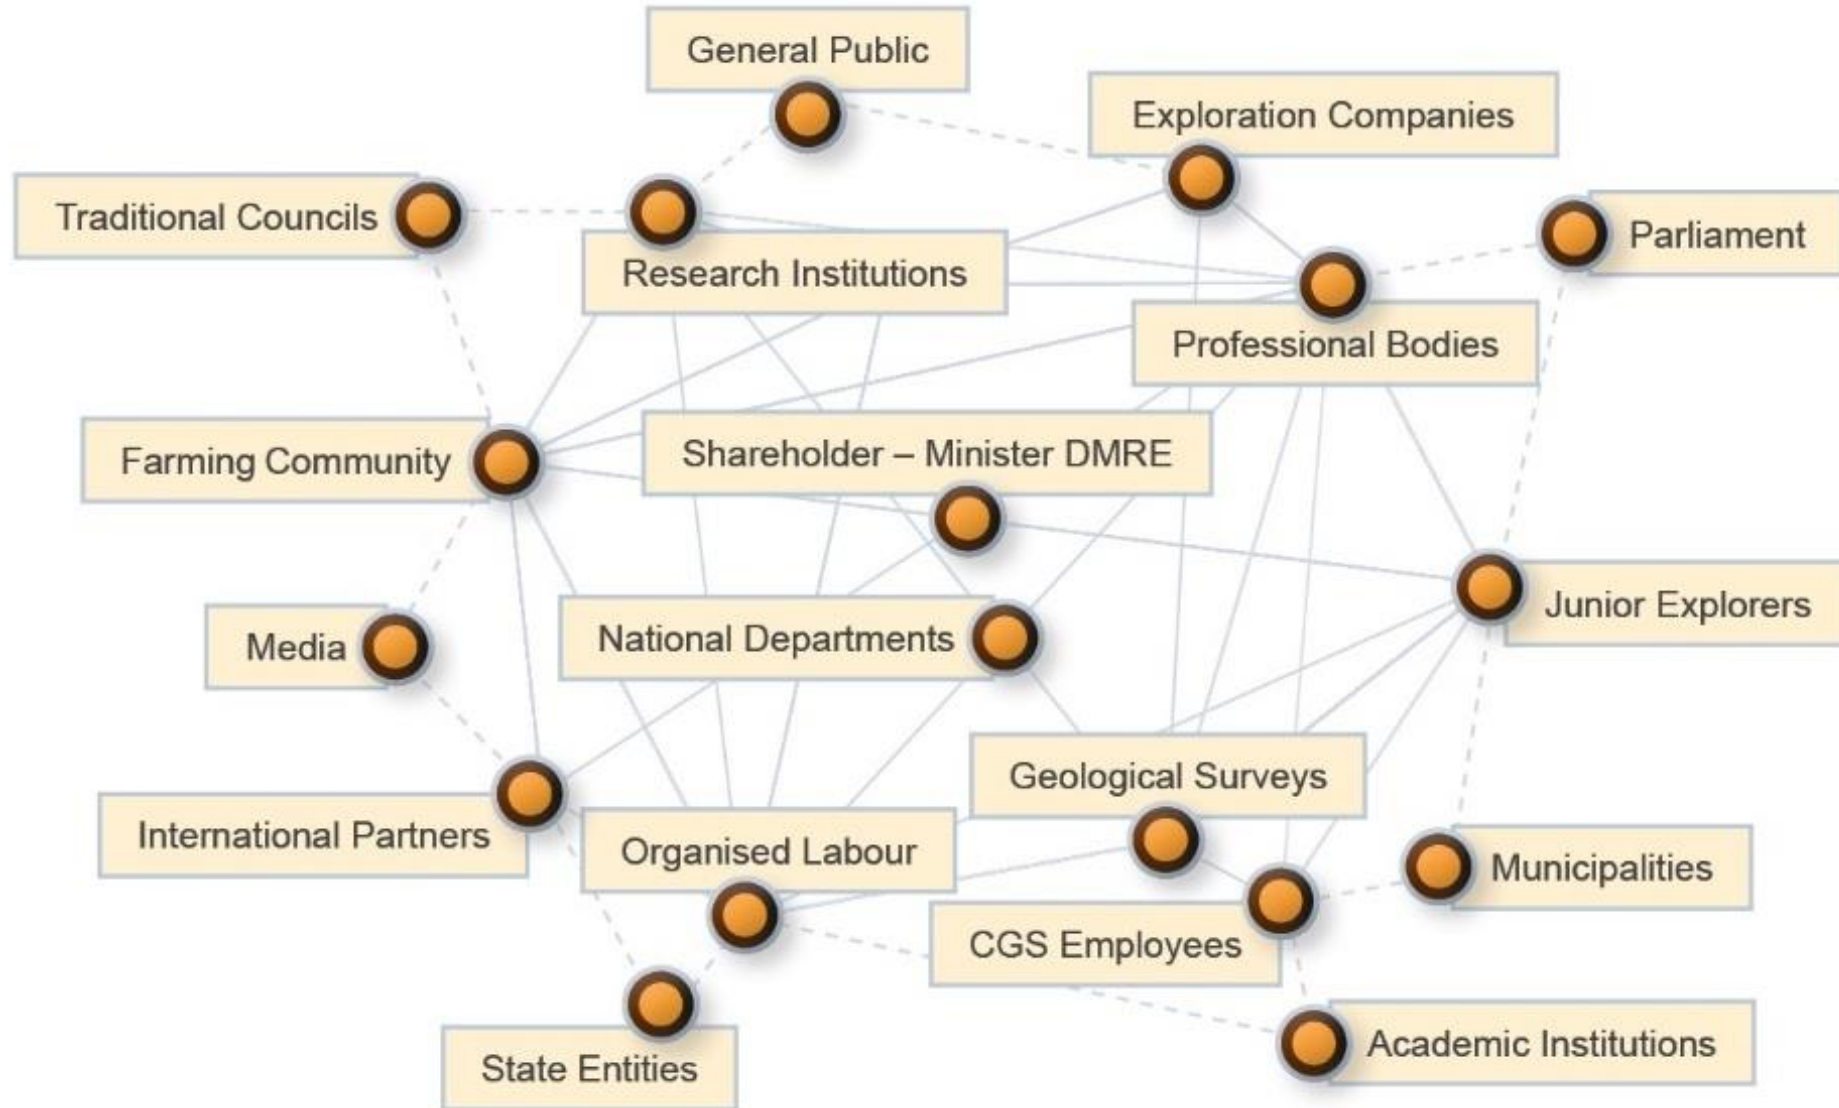 General Public
Exploration Companies
Traditional Councils
Parliament
Research Institutions
Professional Bodies
Farming Community
Shareholder – Minister DMRE
Junior Explorers
National Departments
Media
Geological Surveys
International Partners
Organised Labour
Municipalities
CGS Employees
Academic Institutions
State Entities